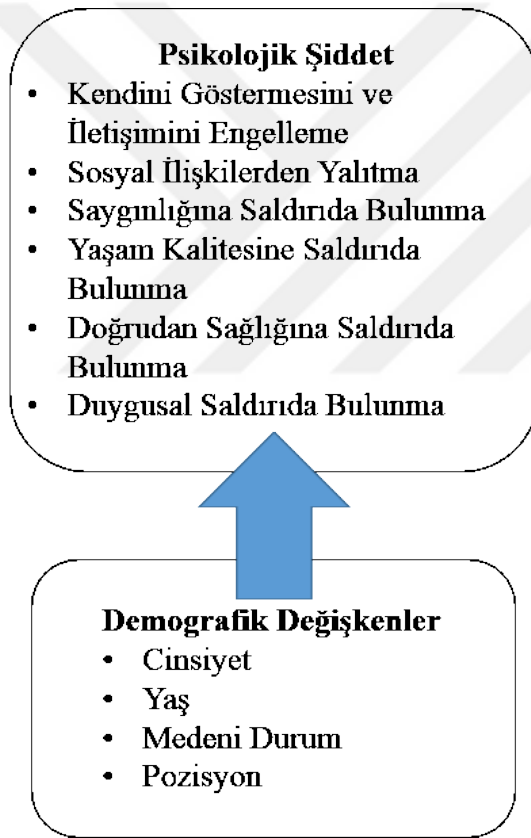 Psikolojik Şiddet
• Kendini Göstermesini ve
İletişimini Engelleme
• Sosyal İlişkilerden Yalıtma
• Saygınlığına Saldırıda Bulunma
• Yaşam Kalitesine Saldırıda
Bulunma
• Doğrudan Sağlığına Saldırıda
Bulunma
• Duygusal Saldırıda Bulunma
Demografik Değişkenler
• Cinsiyet
• Yaş
• Medeni Durum
• Pozisyon